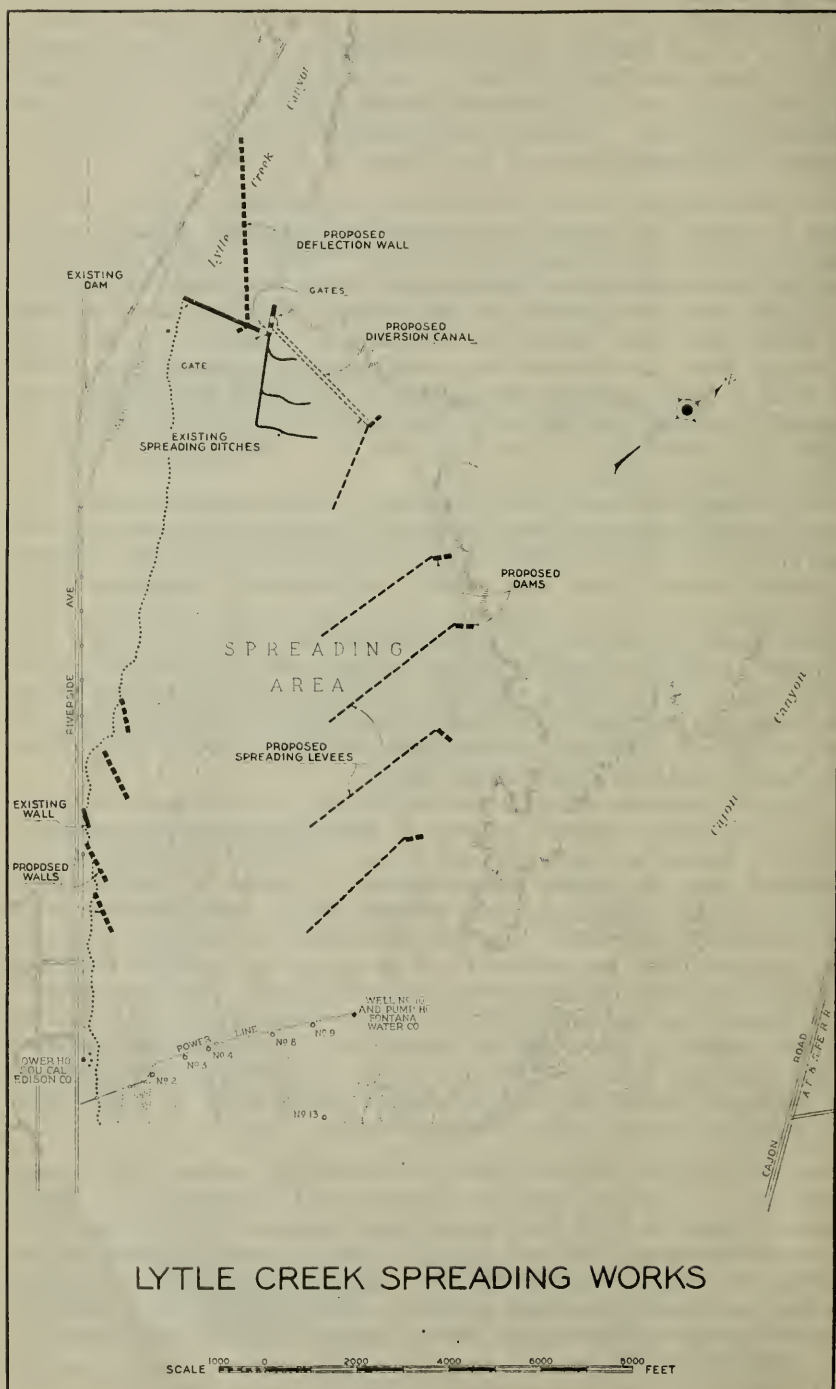 Canyon
Creek
Lytle
PROPOSED
DEFLECTION WALL
EXISTING
DAM
GATES
PROPOSED
DIVERSION CANAL
GATE
EXISTING
SPREADING DITCHES
N
PROPOSED
DAMS
RIVERSIDE AVE
SPREADING
AREA
PROPOSED
SPREADING LEVEES
Canyon
Cajon
EXISTING
WALL
PROPOSED
WALLS
WELL No 10
AND PUMP HO
FONTANA
WATER CO
POWER LINE
No 9
No 8
No 4
No 3
No 2
OWER HO
SOU CAL
EDISON CO
No 13
CAJON ROAD
A T & S F E R R
LYTLE CREEK SPREADING WORKS
SCALE 1000 0 2000 4000 6000 8000 FEET